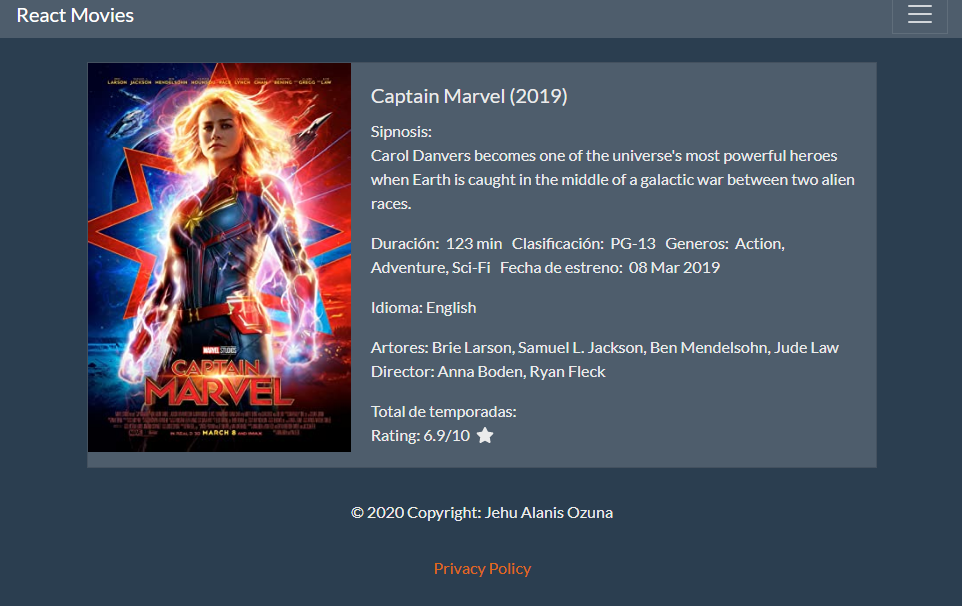 React Movies
LARSON JACKSON MENDELSOHN HOUNSOU LYNCH BENING GREGG LAW
Captain Marvel (2019)
Sipnosis:
Carol Danvers becomes one of the universe's most powerful heroes
when Earth is caught in the middle of a galactic war between two alien
races.
Duración: 123 min Clasificación: PG-13 Generos: Action,
Adventure, Sci-Fi Fecha de estreno: 08 Mar 2019
Idioma: English
Artores: Brie Larson, Samuel L. Jackson, Ben Mendelsohn, Jude Law
Director: Anna Boden, Ryan Fleck
Total de temporadas:
Rating: 6.9/10
MARVEL STUDIOS
CAPTAIN
MARVEL
MARCH 8
© 2020 Copyright: Jehu Alanis Ozuna
Privacy Policy